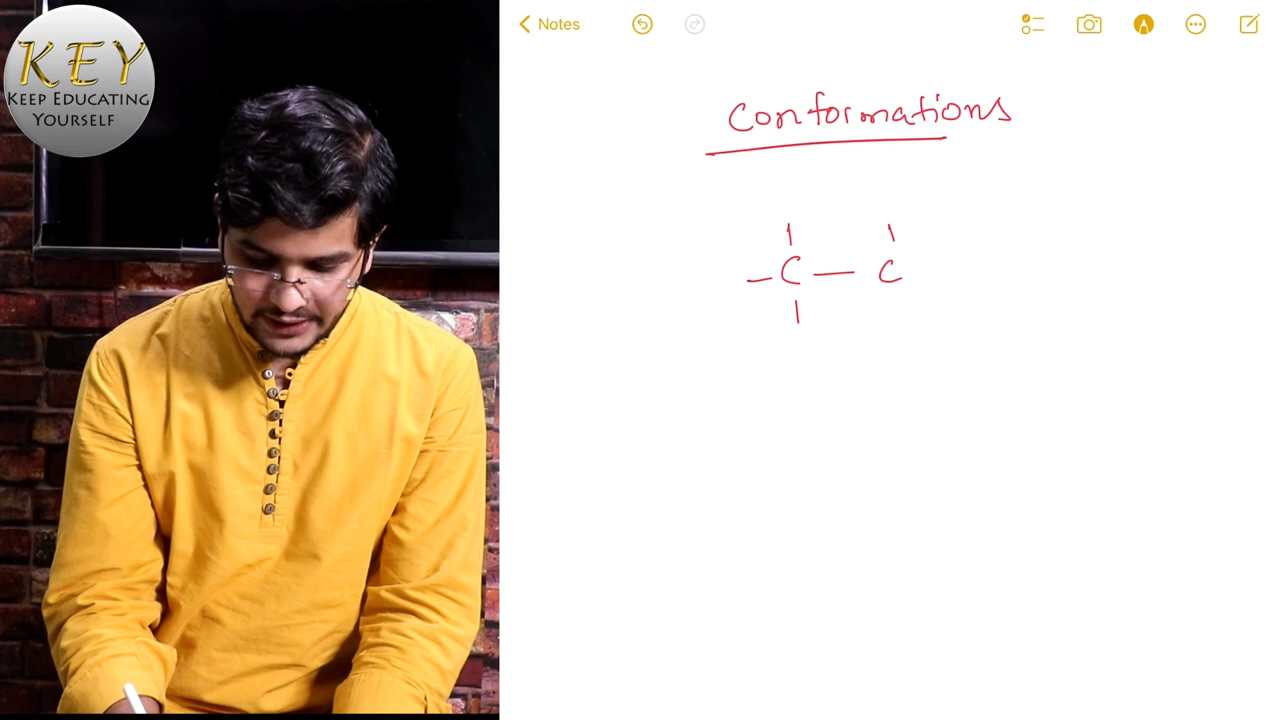 KEY
KEEP EDUCATING
YOURSELF
Notes
Conformations
C — C